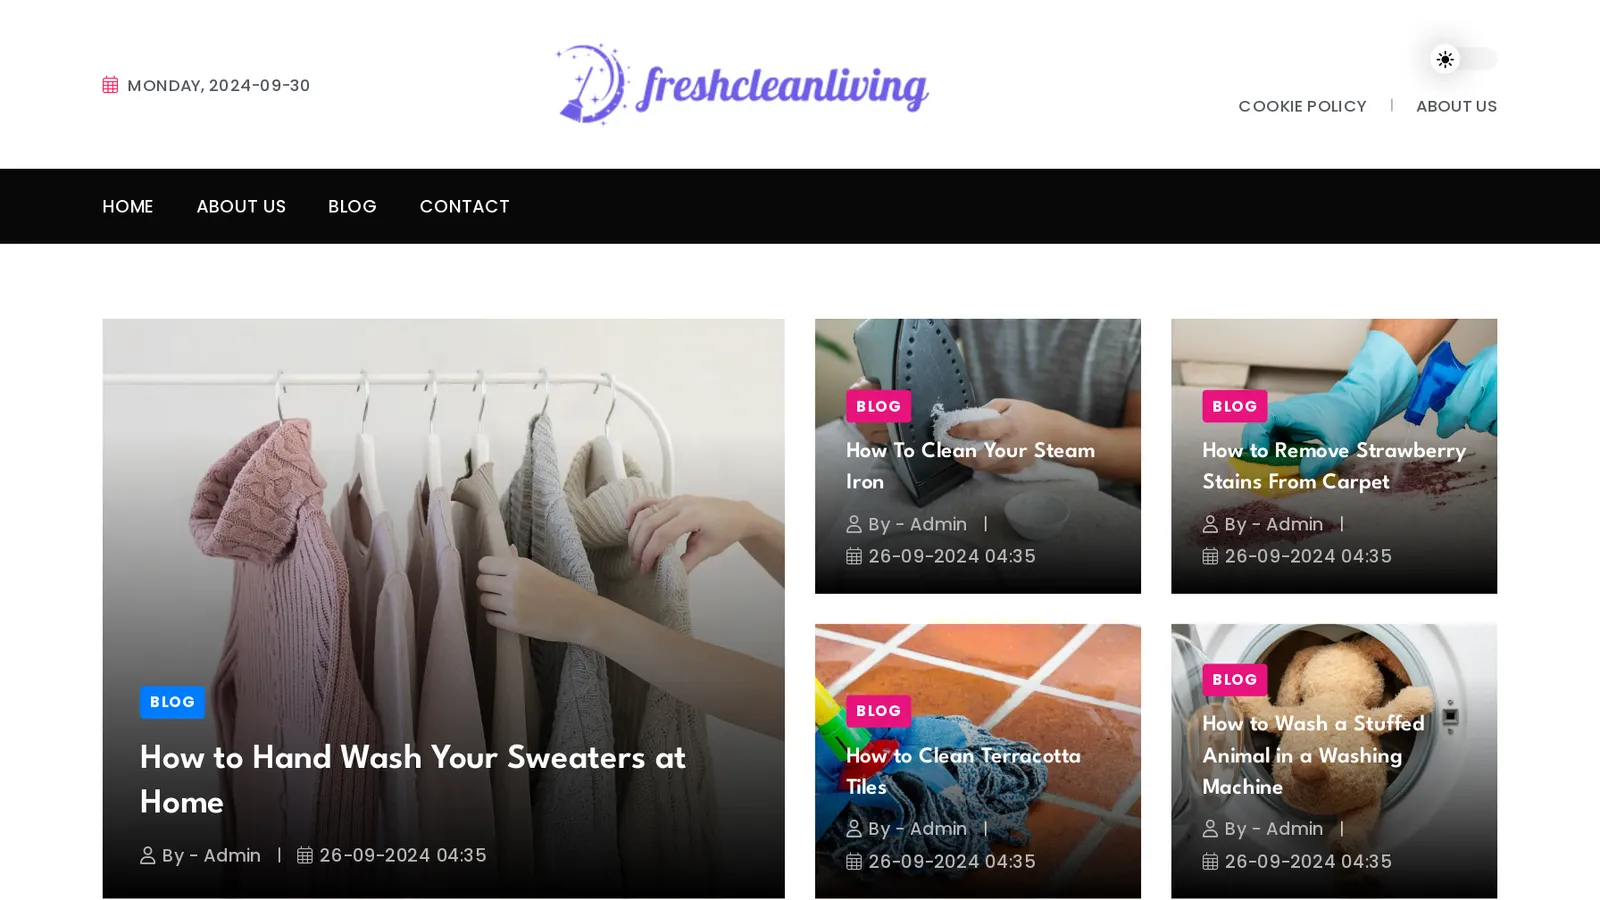 MONDAY, 2024-09-30
freshcleanliving
COOKIE POLICY | ABOUT US
HOME ABOUT US BLOG CONTACT
BLOG
How to Hand Wash Your Sweaters at
Home
By - Admin | 26-09-2024 04:35
BLOG
How To Clean Your Steam
Iron
By - Admin |
26-09-2024 04:35
BLOG
How to Remove Strawberry
Stains From Carpet
By - Admin |
26-09-2024 04:35
BLOG
How to Clean Terracotta
Tiles
By - Admin |
26-09-2024 04:35
BLOG
How to Wash a Stuffed
Animal in a Washing
Machine
By - Admin |
26-09-2024 04:35